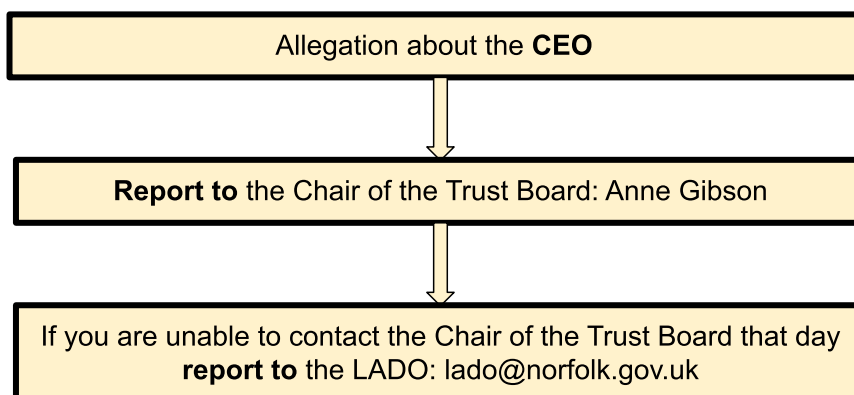 Allegation about the CEO
Report to the Chair of the Trust Board: Anne Gibson
If you are unable to contact the Chair of the Trust Board that day
report to the LADO: lado@norfolk.gov.uk